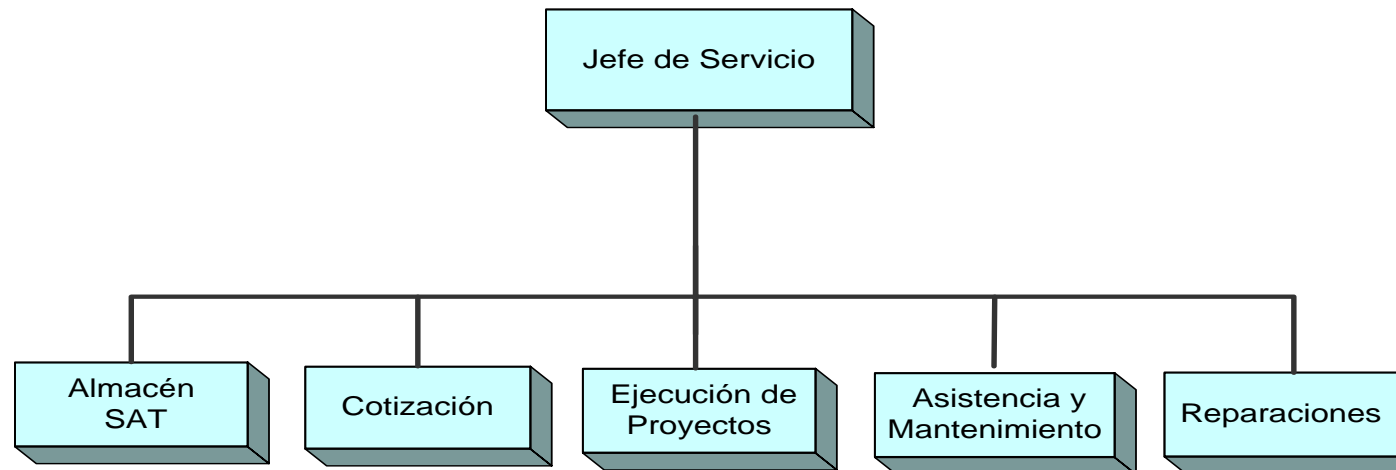 Jefe de Servicio
Almacén
SAT
Cotización
Ejecución de
Proyectos
Asistencia y
Mantenimiento
Reparaciones